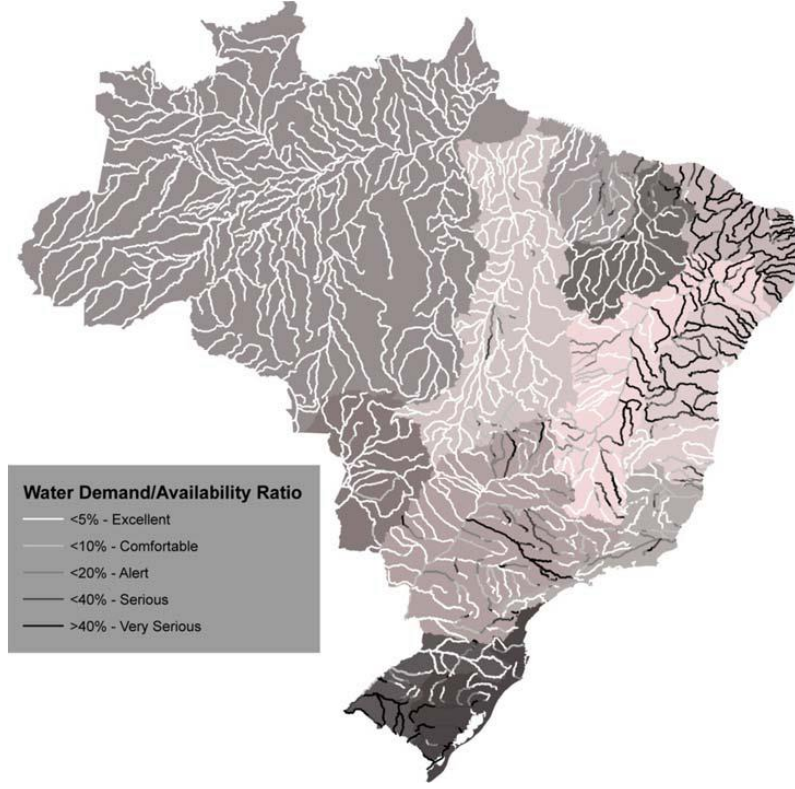 Water Demand/Availability Ratio
<5% - Excellent
<10% - Comfortable
<20% - Alert
<40% - Serious
>40% - Very Serious